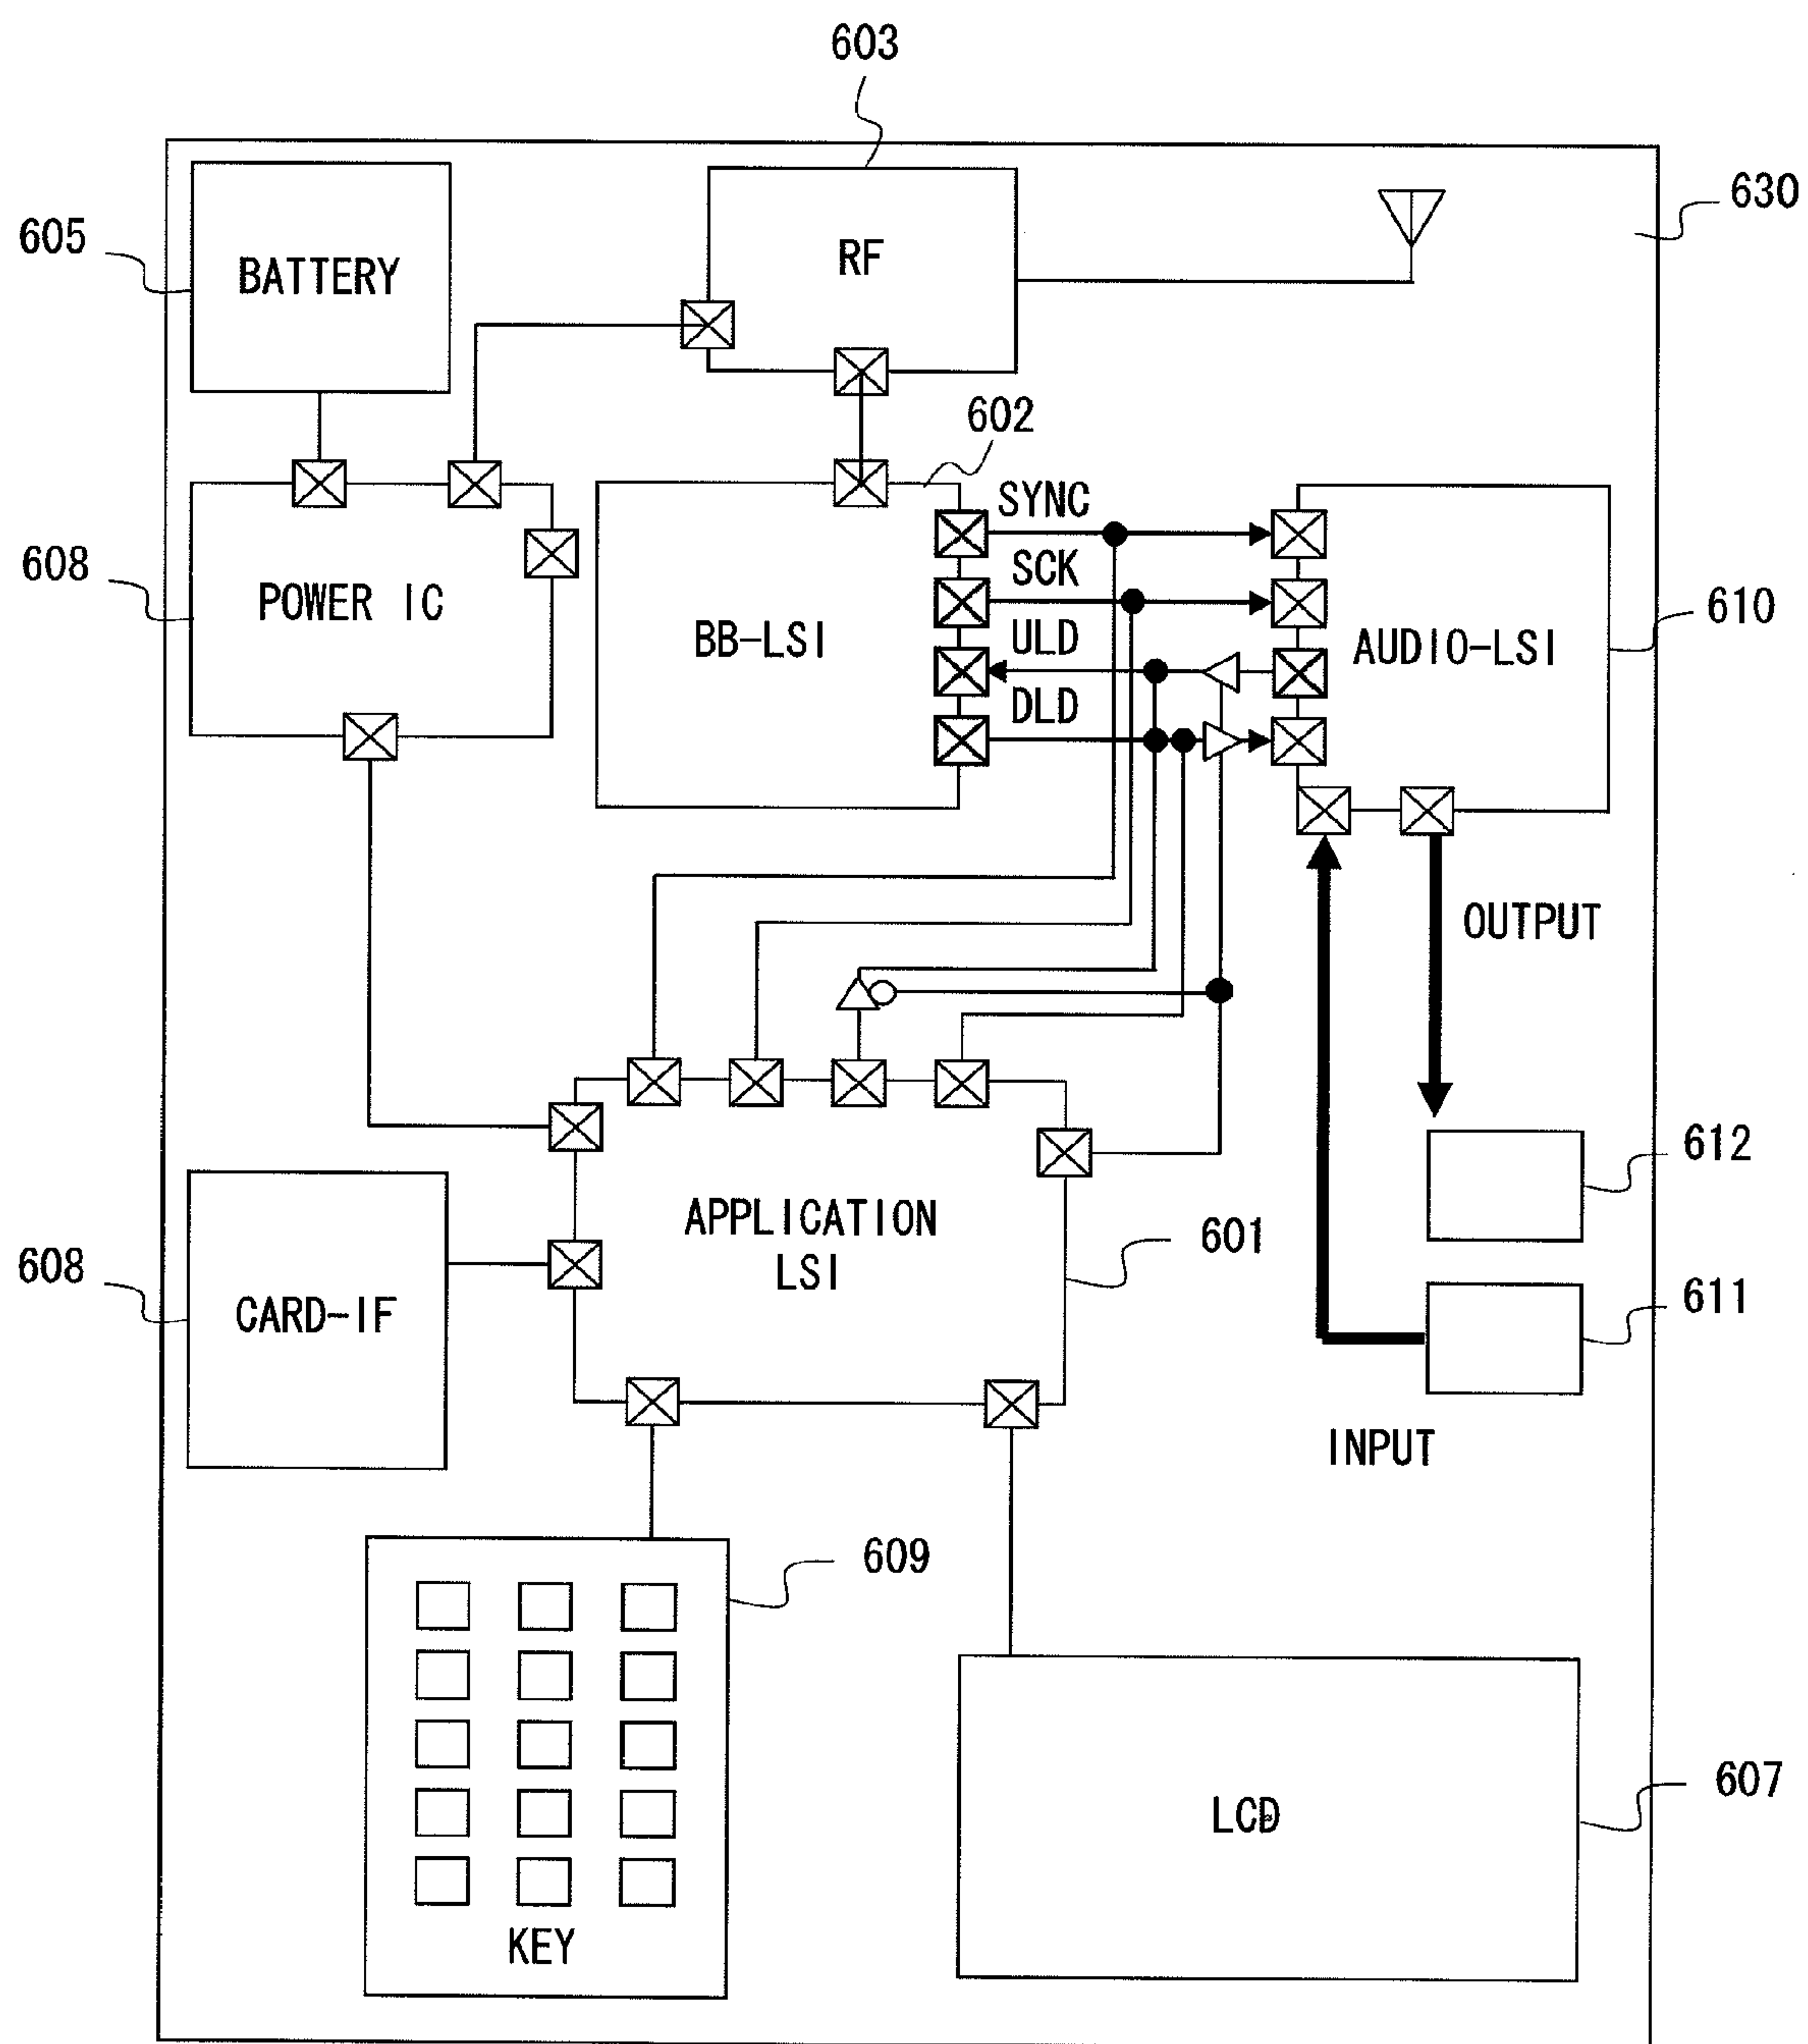 603
630
605
BATTERY
RF
602
SYNC
608
SCK
POWER IC
610
BB-LSI
ULD
AUDIO-LSI
DLD
OUTPUT
612
APPLICATION
LSI
601
608
CARD-IF
611
INPUT
609
607
LCD
KEY